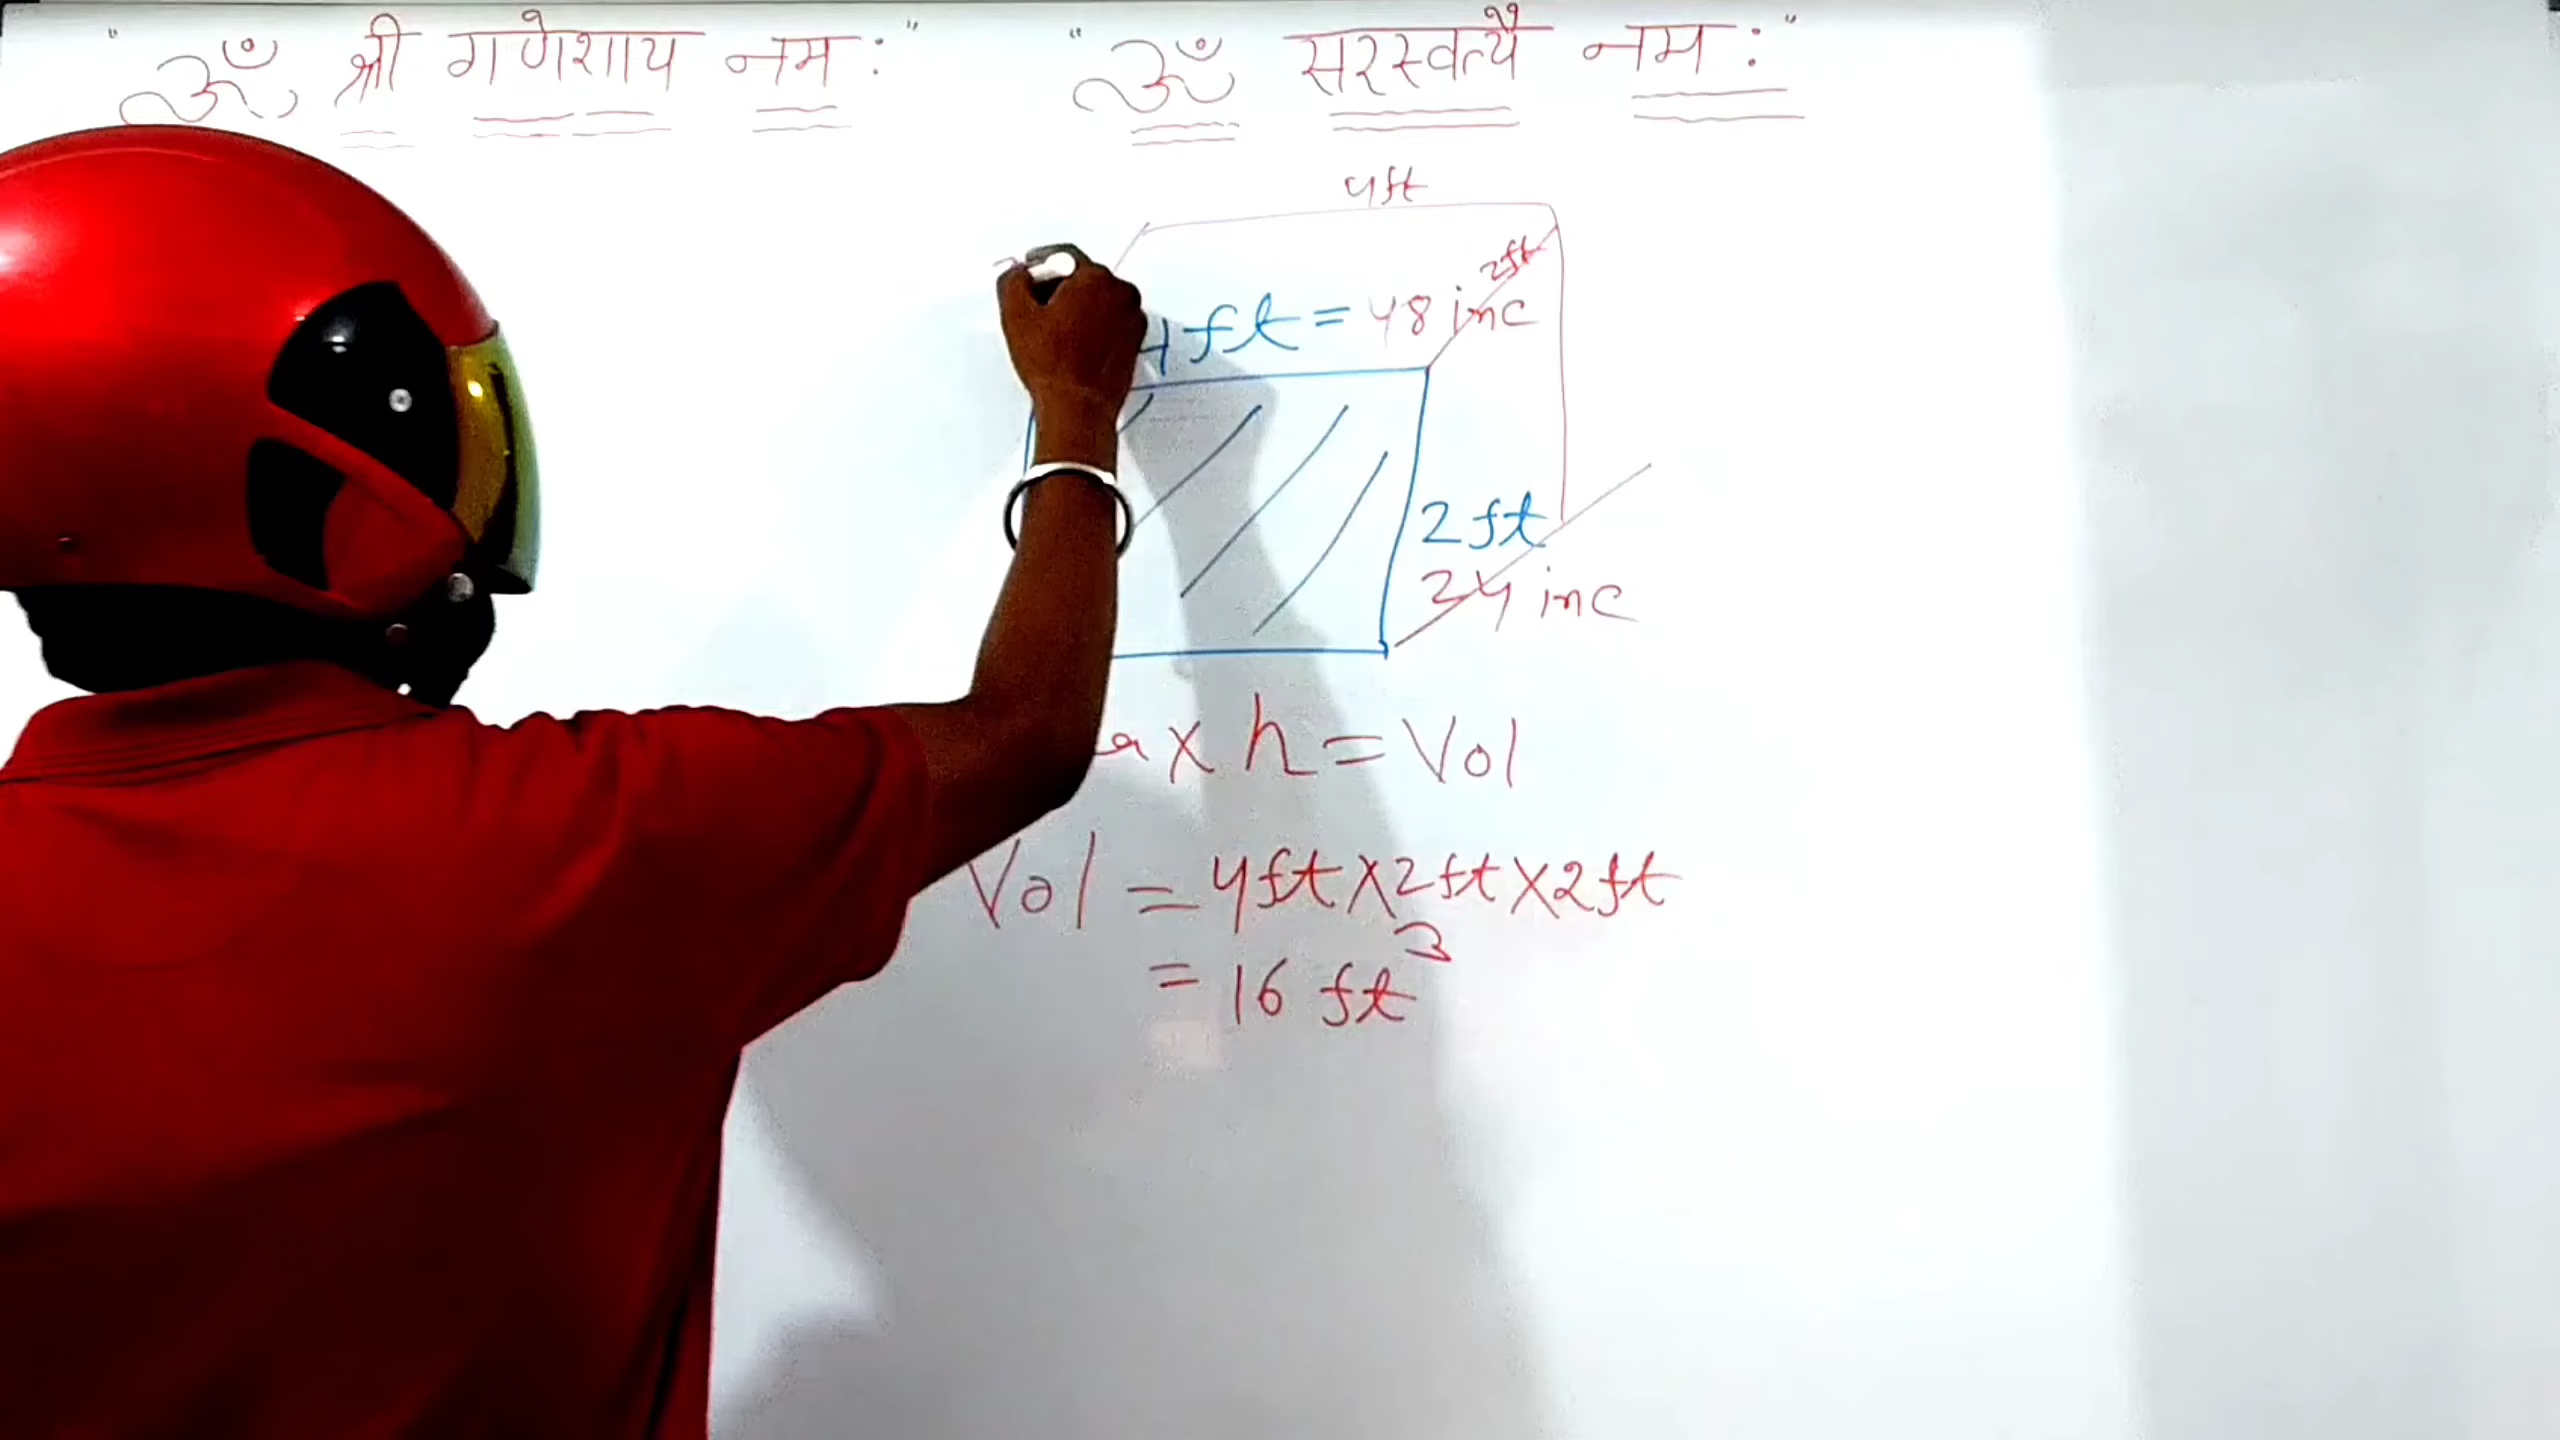 "ॐ श्री गणेशाय नमः" "ॐ सरस्वत्यै नमः"
4ft
2ft
4ft = 48 inc
2ft
24 inc
x h = Vol
Vol = 4ft x 2ft x 2ft
= 16 ft³